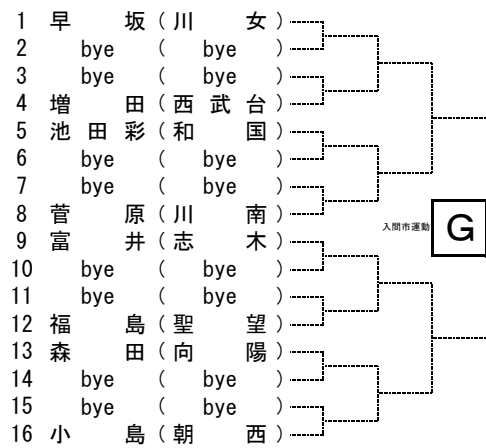 1 早 坂 ( 川 女 )
2 bye ( bye )
3 bye ( bye )
4 増 田 ( 西 武 台 )
5 池 田 彩 ( 和 国 )
6 bye ( bye )
7 bye ( bye )
8 菅 原 ( 川 南 )
入間市運動 G
9 富 井 ( 志 木 )
10 bye ( bye )
11 bye ( bye )
12 福 島 ( 聖 望 )
13 森 田 ( 向 陽 )
14 bye ( bye )
15 bye ( bye )
16 小 島 ( 朝 西 )